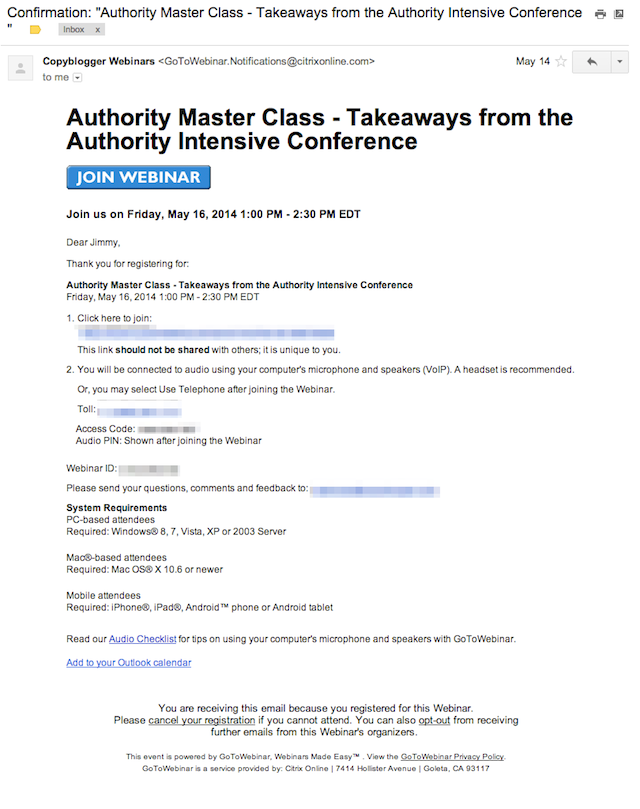 Confirmation: "Authority Master Class - Takeaways from the Authority Intensive Conference
"
Inbox x
Copyblogger Webinars <GoToWebinar.Notifications@citrixonline.com>
May 14
to me
Authority Master Class - Takeaways from the
Authority Intensive Conference
JOIN WEBINAR
Join us on Friday, May 16, 2014 1:00 PM - 2:30 PM EDT
Dear Jimmy,
Thank you for registering for:
Authority Master Class - Takeaways from the Authority Intensive Conference
Friday, May 16, 2014 1:00 PM - 2:30 PM EDT
1. Click here to join:
This link should not be shared with others; it is unique to you.
2. You will be connected to audio using your computer's microphone and speakers (VoIP). A headset is recommended.
Or, you may select Use Telephone after joining the Webinar.
Toll:
Access Code:
Audio PIN: Shown after joining the Webinar
Webinar ID:
Please send your questions, comments and feedback to:
System Requirements
PC-based attendees
Required: Windows® 8, 7, Vista, XP or 2003 Server
Mac®-based attendees
Required: Mac OS® X 10.6 or newer
Mobile attendees
Required: iPhone®, iPad®, Android™ phone or Android tablet
Read our Audio Checklist for tips on using your computer's microphone and speakers with GoToWebinar.
Add to your Outlook calendar
You are receiving this email because you registered for this Webinar.
Please cancel your registration if you cannot attend. You can also opt-out from receiving
further emails from this Webinar's organizers.
This event is powered by GoToWebinar, Webinars Made Easy™ . View the GoToWebinar Privacy Policy.
GoToWebinar is a service provided by: Citrix Online | 7414 Hollister Avenue | Goleta, CA 93117